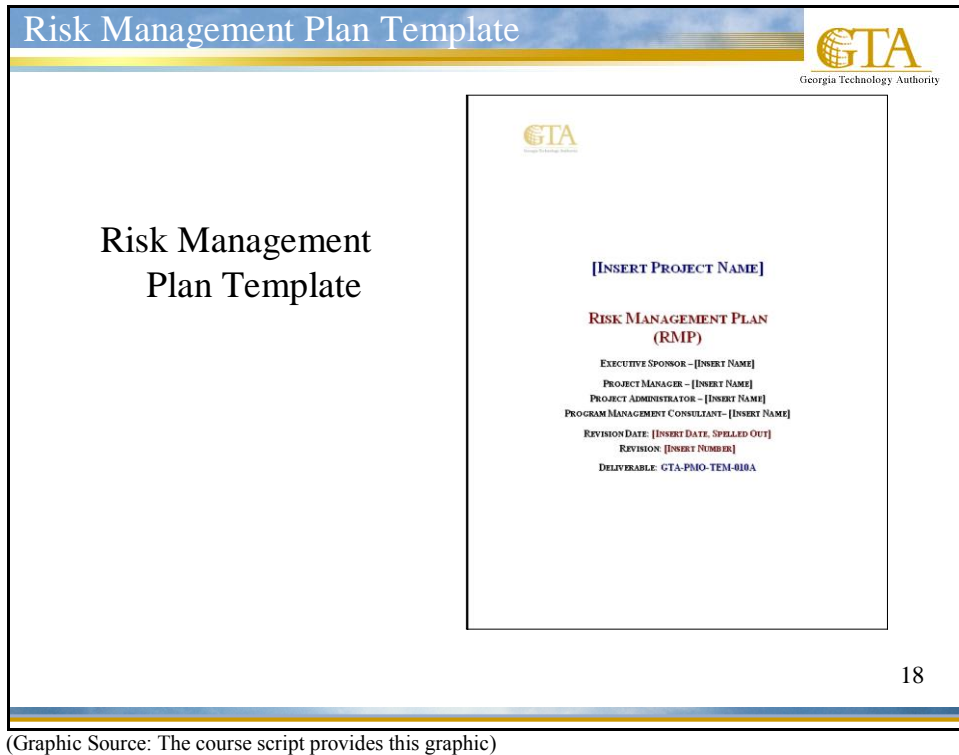 Risk Management Plan Template
GTA
Georgia Technology Authority
GTA
Georgia Technology Authority
Risk Management
Plan Template
[INSERT PROJECT NAME]
RISK MANAGEMENT PLAN
(RMP)
EXECUTIVE SPONSOR – [INSERT NAME]
PROJECT MANAGER – [INSERT NAME]
PROJECT ADMINISTRATOR – [INSERT NAME]
PROGRAM MANAGEMENT CONSULTANT– [INSERT NAME]
REVISION DATE: [INSERT DATE, SPELLED OUT]
REVISION: [INSERT NUMBER]
DELIVERABLE: GTA-PMO-TEM-010A
18
(Graphic Source: The course script provides this graphic)